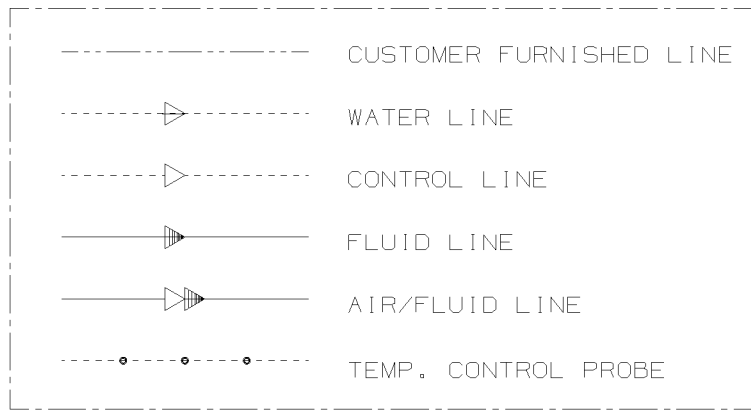 CUSTOMER FURNISHED LINE
WATER LINE
CONTROL LINE
FLUID LINE
AIR/FLUID LINE
TEMP. CONTROL PROBE